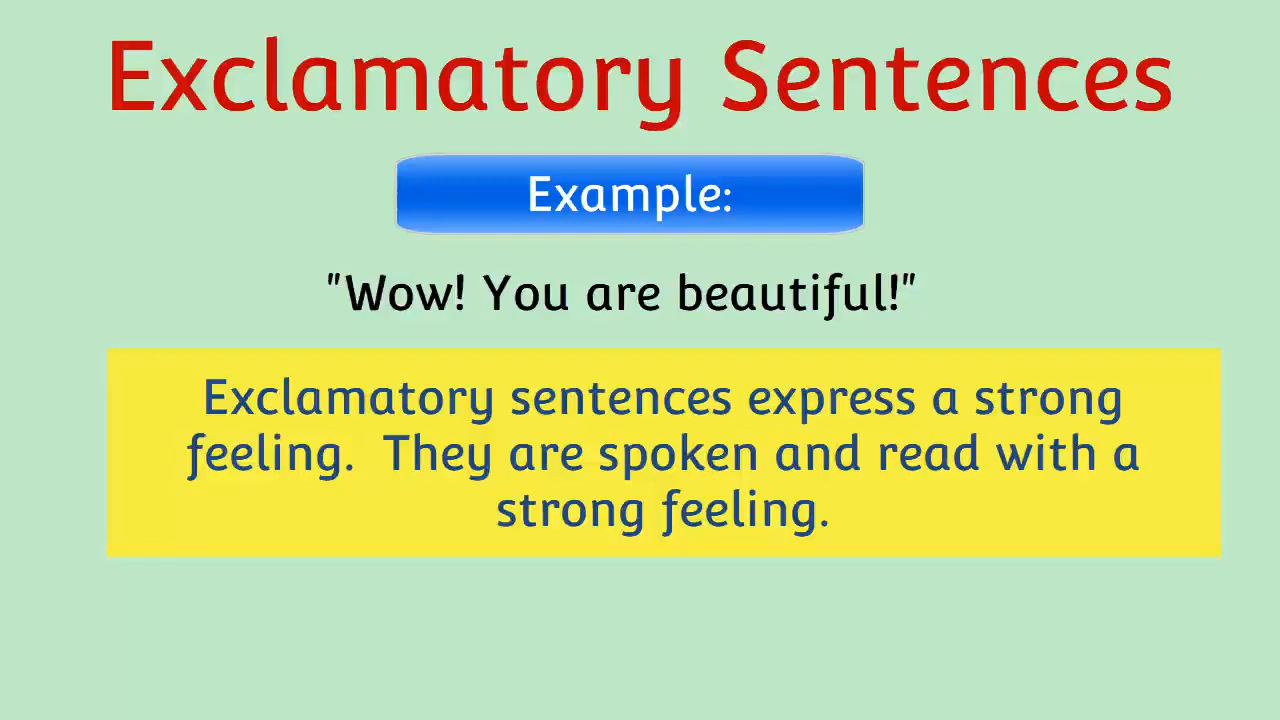 Exclamatory Sentences
Example:
"Wow! You are beautiful!"
Exclamatory sentences express a strong
feeling.  They are spoken and read with a
strong feeling.